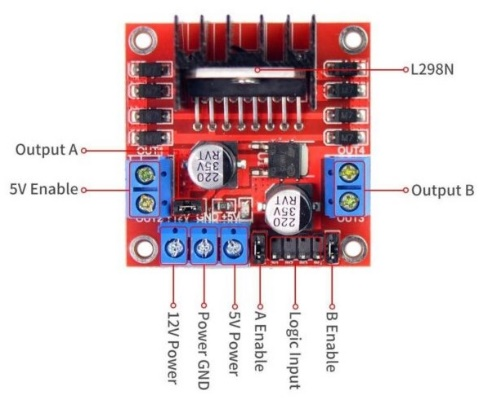 L298N
Output A
OUT1
OUT4
5V Enable
220
35V
RVT
Output B
OUT2
12V
GND
+5V
220
35V
RVT
OUT3
12V Power
Power GND
5V Power
A Enable
Logic Input
B Enable